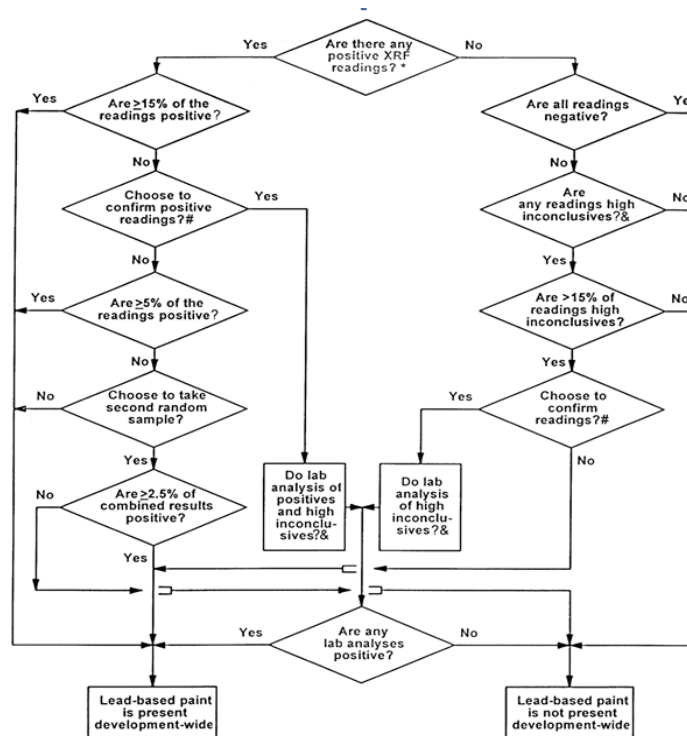 Are there any
positive XRF
readings? *
Yes
No
Are ≥15% of the
readings positive?
Yes
No
Are all readings
negative?
Ye
No
Choose to
confirm positive
readings?#
Yes
No
Are
any readings high
inconclusives?&
No
Yes
Are ≥5% of the
readings positive?
Yes
No
Are >15% of
readings high
inconclusives?
No
Yes
Choose to take
second random
sample?
No
Yes
Choose to
confirm
readings?#
Yes
No
Are ≥2.5% of
combined results
positive?
No
Yes
Do lab
analysis of
positives
and high
inconclu-
sives?&
Do lab
analysis
of high
inconclu-
sives?&
Are any
lab analyses
positive?
Yes
No
Lead-based paint
is present
development-wide
Lead-based paint
is not present
development-wide